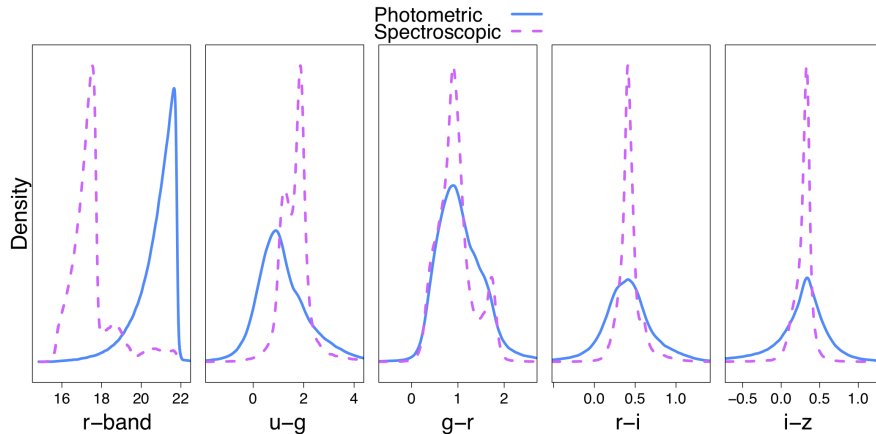 Photometric
Spectroscopic
Density
16 18 20 22
0 2 4
0 1 2
0.0 0.5 1.0
−0.5 0.0 0.5 1.0
r−band
u−g
g−r
r−i
i−z